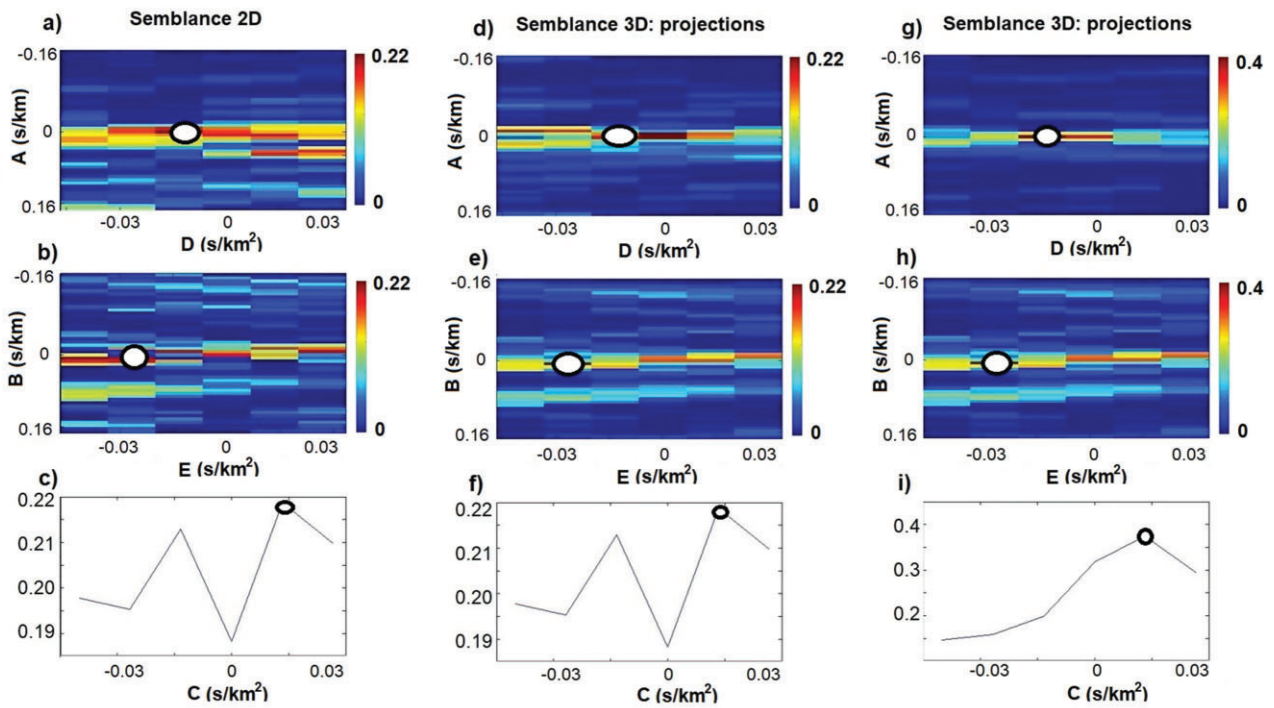 a)
Semblance 2D
-0.16
0
0.16
A (s/km)
0.22
0
-0.03
0
0.03
D (s/km²)
b)
-0.16
0
0.16
B (s/km)
0.22
0
-0.03
0
0.03
E (s/km²)
c)
0.22
0.21
0.20
0.19
-0.03
0
0.03
C (s/km²)
d)
Semblance 3D: projections
-0.16
0
0.16
A (s/km)
0.22
0
-0.03
0
0.03
D (s/km²)
e)
-0.16
0
0.16
B (s/km)
0.22
0
-0.03
0
0.03
E (s/km²)
f)
0.22
0.21
0.20
0.19
-0.03
0
0.03
C (s/km²)
g)
Semblance 3D: projections
-0.16
0
0.16
A (s/km)
0.4
0
-0.03
0
0.03
D (s/km²)
h)
-0.16
0
0.16
B (s/km)
0.4
0
-0.03
0
0.03
E (s/km²)
i)
0.4
0.3
0.2
-0.03
0
0.03
C (s/km²)